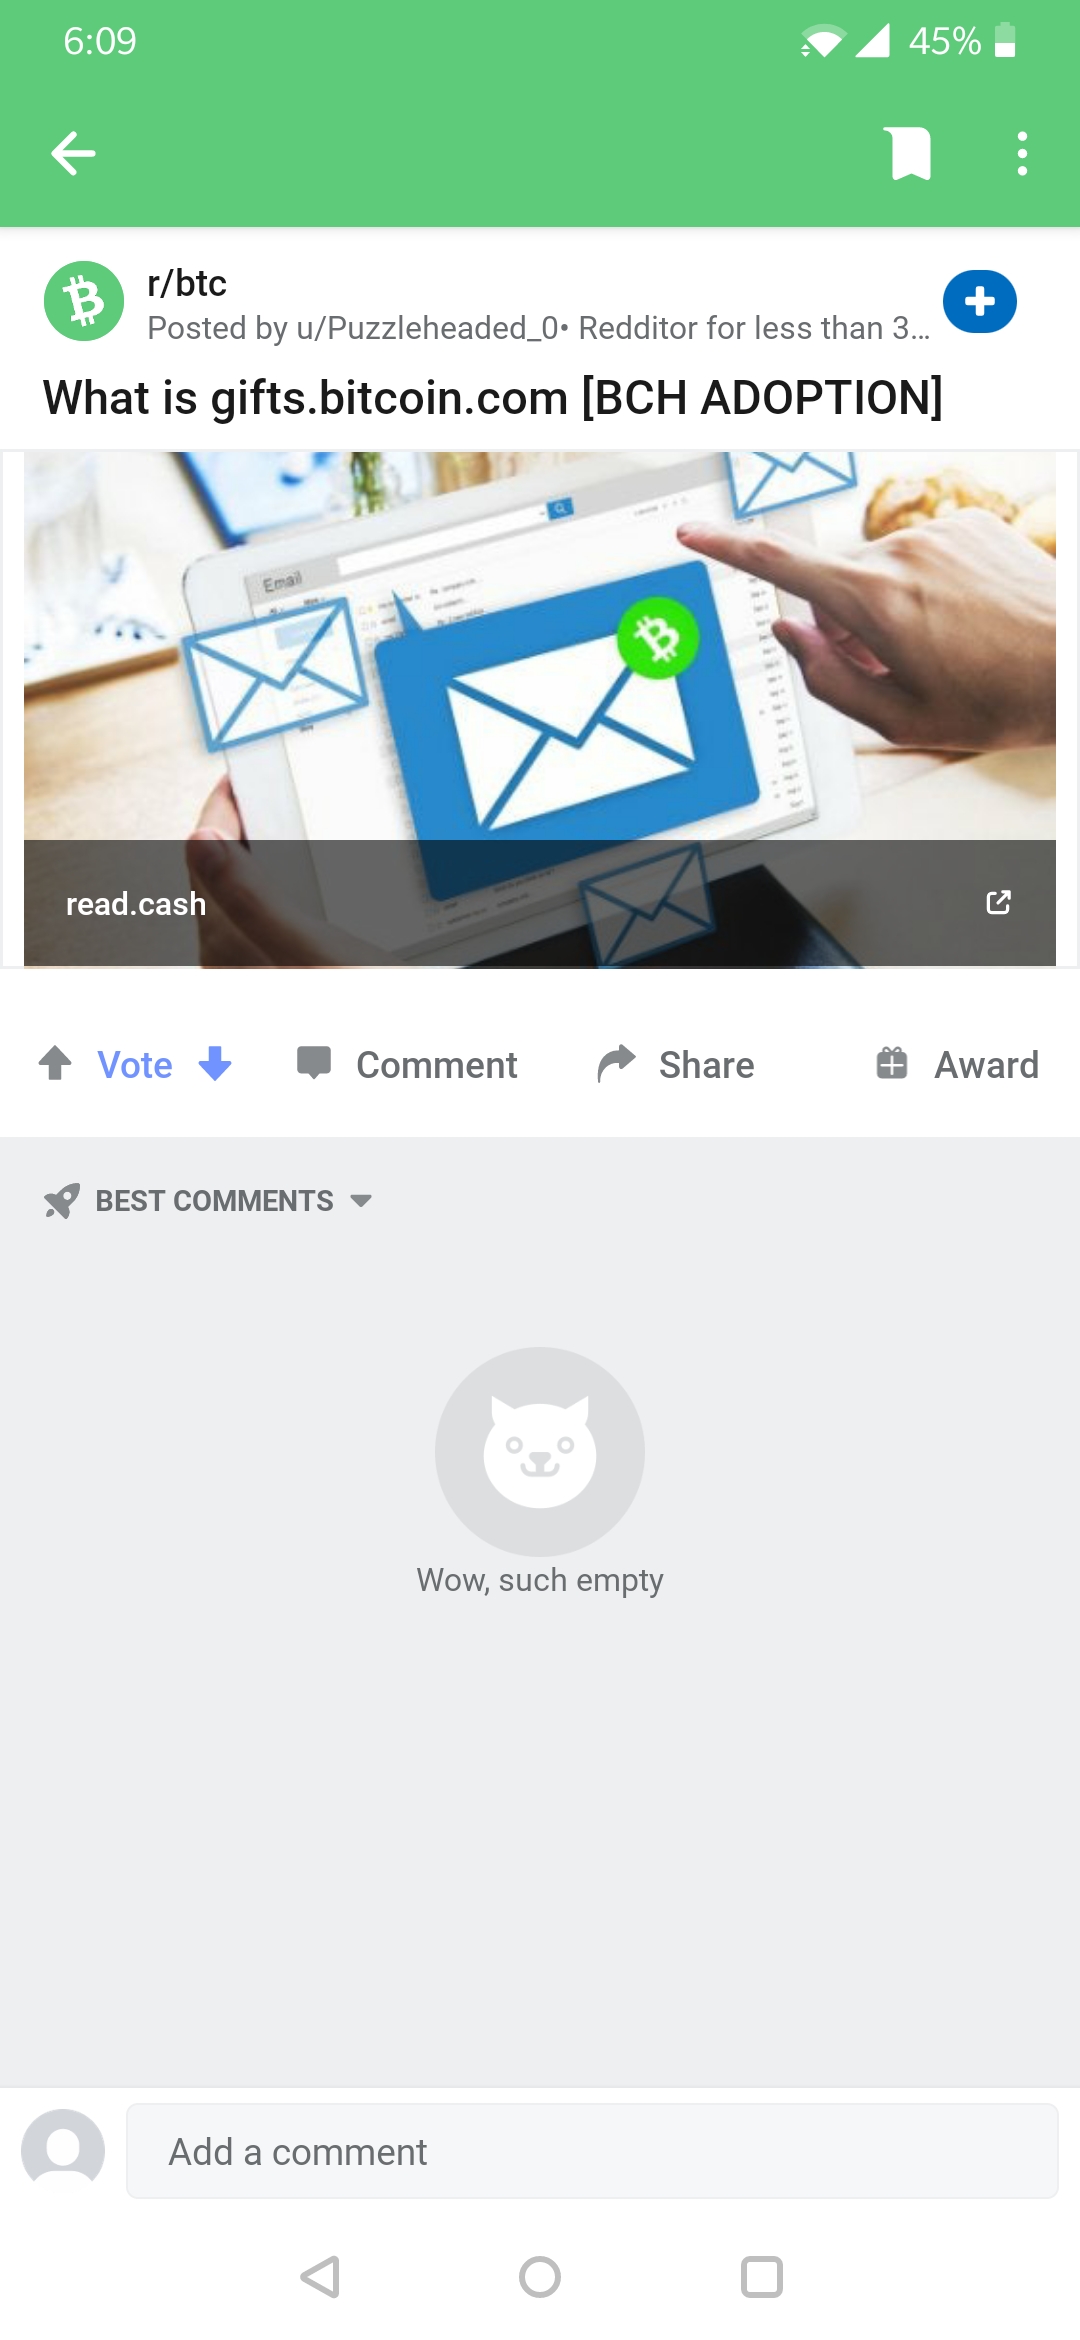 6:09
45%
r/btc
Posted by u/Puzzleheaded_0• Redditor for less than 3...
What is gifts.bitcoin.com [BCH ADOPTION]
Email
read.cash
Vote
Comment
Share
Award
BEST COMMENTS
Wow, such empty
Add a comment